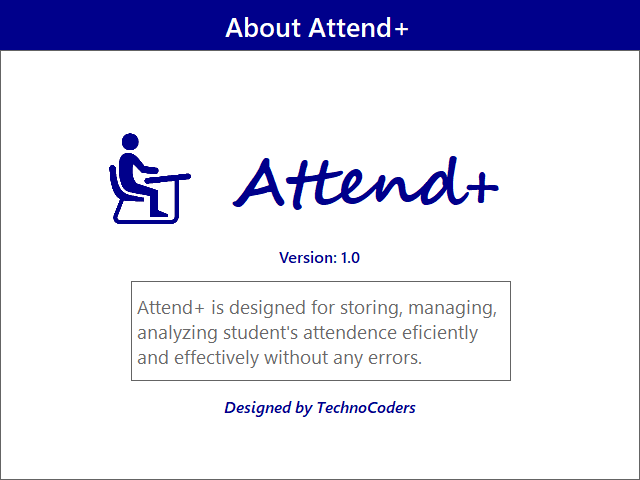 About Attend+
Attend+
Version: 1.0
Attend+ is designed for storing, managing,
analyzing student's attendence eficiently
and effectively without any errors.
Designed by TechnoCoders